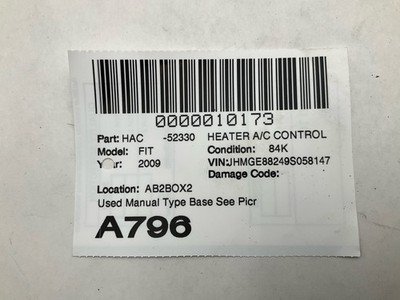 0000010173
Part: HAC -52330 HEATER A/C CONTROL
Model: FIT Condition: 84K
Year: 2009 VIN:JHMGE88249S058147
Damage Code:
Location: AB2BOX2
Used Manual Type Base See Picr
A796